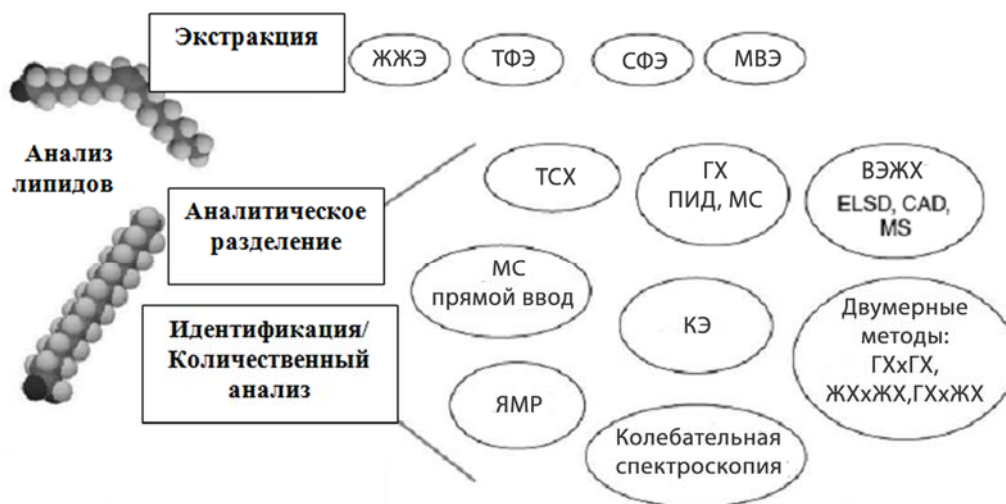 Экстракция
ЖЖЭ
ТФЭ
СФЭ
МВЭ
Анализ
липидов
Аналитическое
разделение
Идентификация/
Количественный
анализ
ТСХ
ГХ
ПИД, МС
ВЭЖХ
ELSD, CAD,
MS
МС
прямой ввод
КЭ
Двумерные
методы:
ГХхГХ,
ЖХхЖХ,ГХхЖХ
ЯМР
Колебательная
спектроскопия